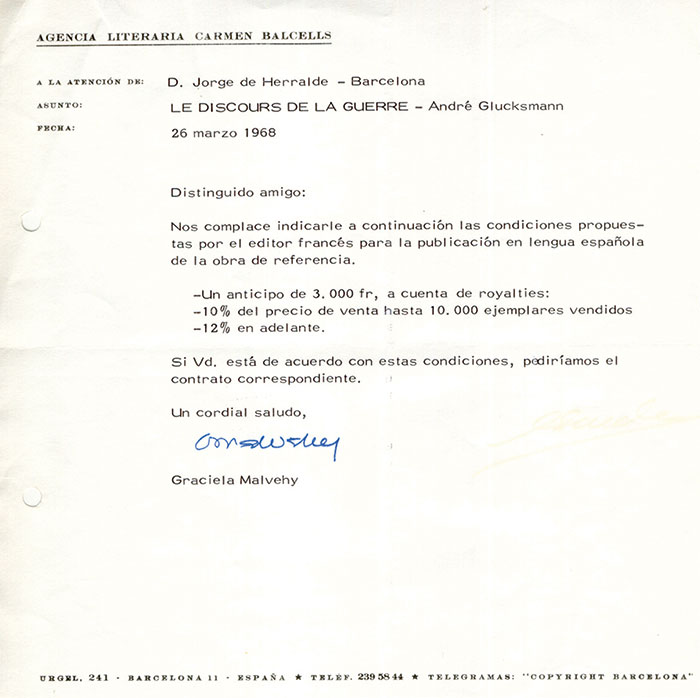 AGENCIA LITERARIA CARMEN BALCELLS
A LA ATENCIÓN DE: D. Jorge de Herralde - Barcelona
ASUNTO: LE DISCOURS DE LA GUERRE - André Glucksmann
FECHA: 26 marzo 1968
Distinguido amigo:
Nos complace indicarle a continuación las condiciones propues-
tas por el editor francés para la publicación en lengua española
de la obra de referencia.
-Un anticipo de 3.000 fr, a cuenta de royalties:
-10% del precio de venta hasta 10.000 ejemplares vendidos
-12% en adelante.
Si Vd. está de acuerdo con estas condiciones, pediríamos el
contrato correspondiente.
Un cordial saludo,
Graciela Malvehy
URGEL, 241 · BARCELONA 11 · ESPAÑA ★ TELÉF. 239 58 44 ★ TELEGRAMAS: "COPYRIGHT BARCELONA"